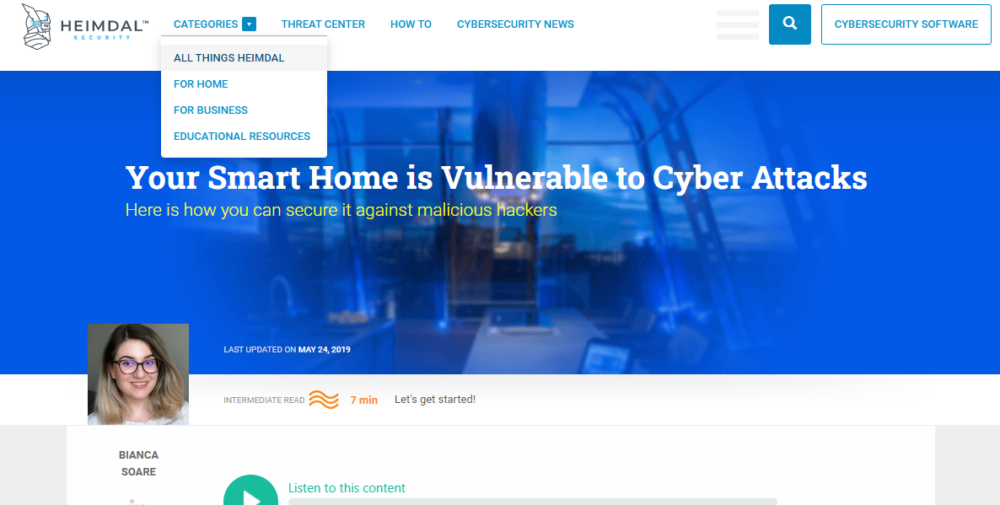 HEIMDAL™
SECURITY
CATEGORIES
THREAT CENTER
HOW TO
CYBERSECURITY NEWS
CYBERSECURITY SOFTWARE
ALL THINGS HEIMDAL
FOR HOME
FOR BUSINESS
EDUCATIONAL RESOURCES
Your Smart Home is Vulnerable to Cyber Attacks
Here is how you can secure it against malicious hackers
LAST UPDATED ON MAY 24, 2019
INTERMEDIATE READ
7 min
Let's get started!
BIANCA
SOARE
Listen to this content